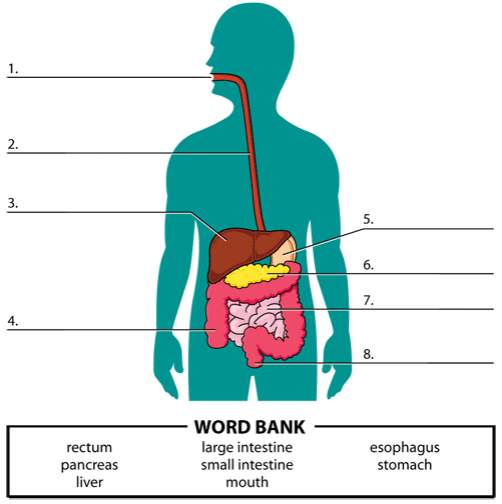 1.
2.
3.
4.
5.
6.
7.
8.
WORD BANK
rectum large intestine esophagus
pancreas small intestine stomach
liver mouth